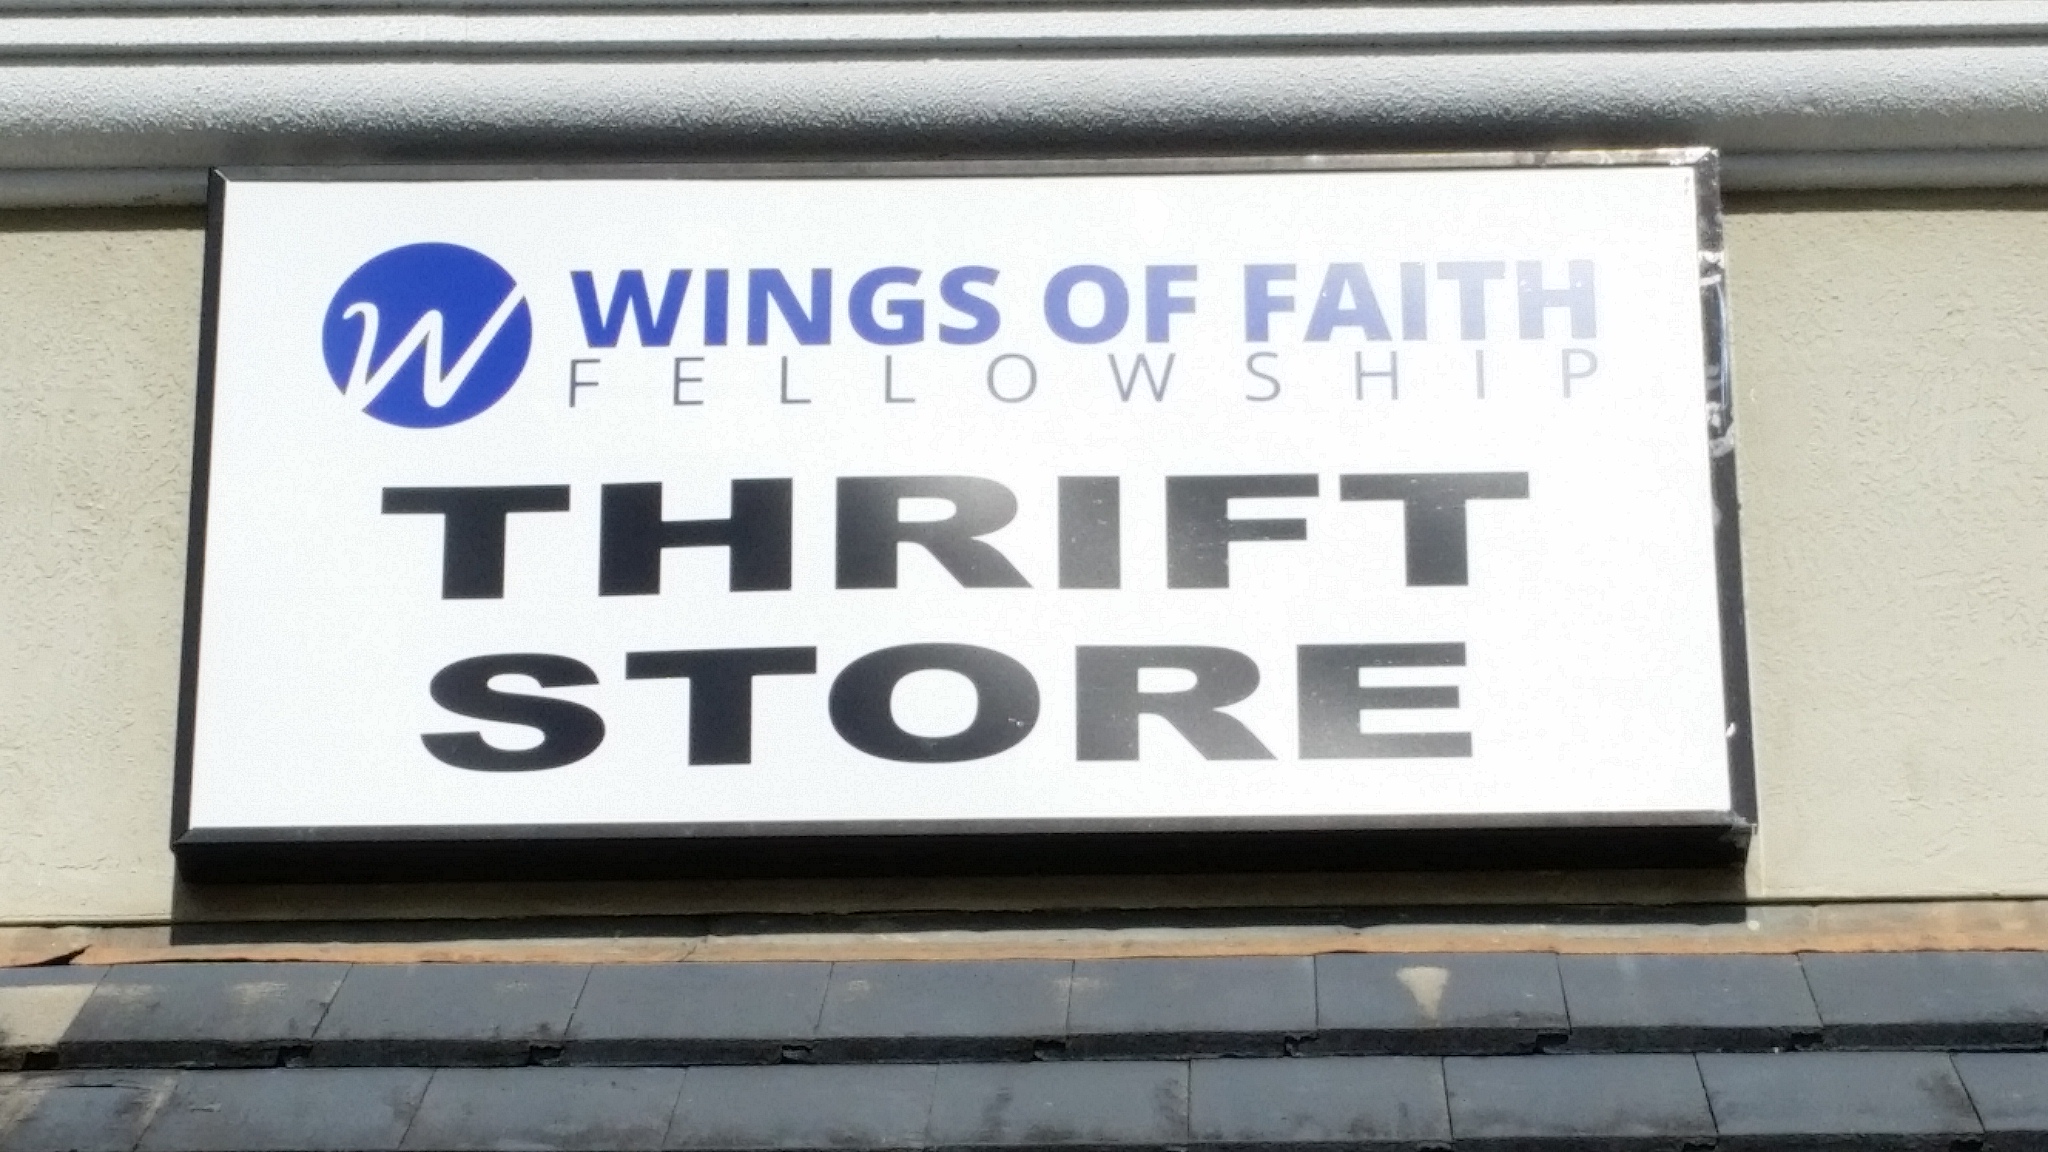 W WINGS OF FAITH
FELLOWSHIP
THRIFT
STORE